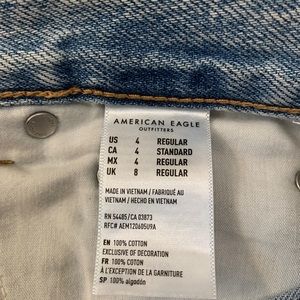 AMERICAN EAGLE
OUTFITTERS
US 4 REGULAR
CA 4 STANDARD
MX 4 REGULAR
UK 8 REGULAR
MADE IN VIETNAM / FABRIQUÉ AU
VIETNAM / HECHO EN VIETNAM
RN 54485/CA 03873
RFC# AEM120605U9A
EN 100% COTTON
EXCLUSIVE OF DECORATION
FR 100% COTON
À L'EXCEPTION DE LA GARNITURE
SP 100% algodón